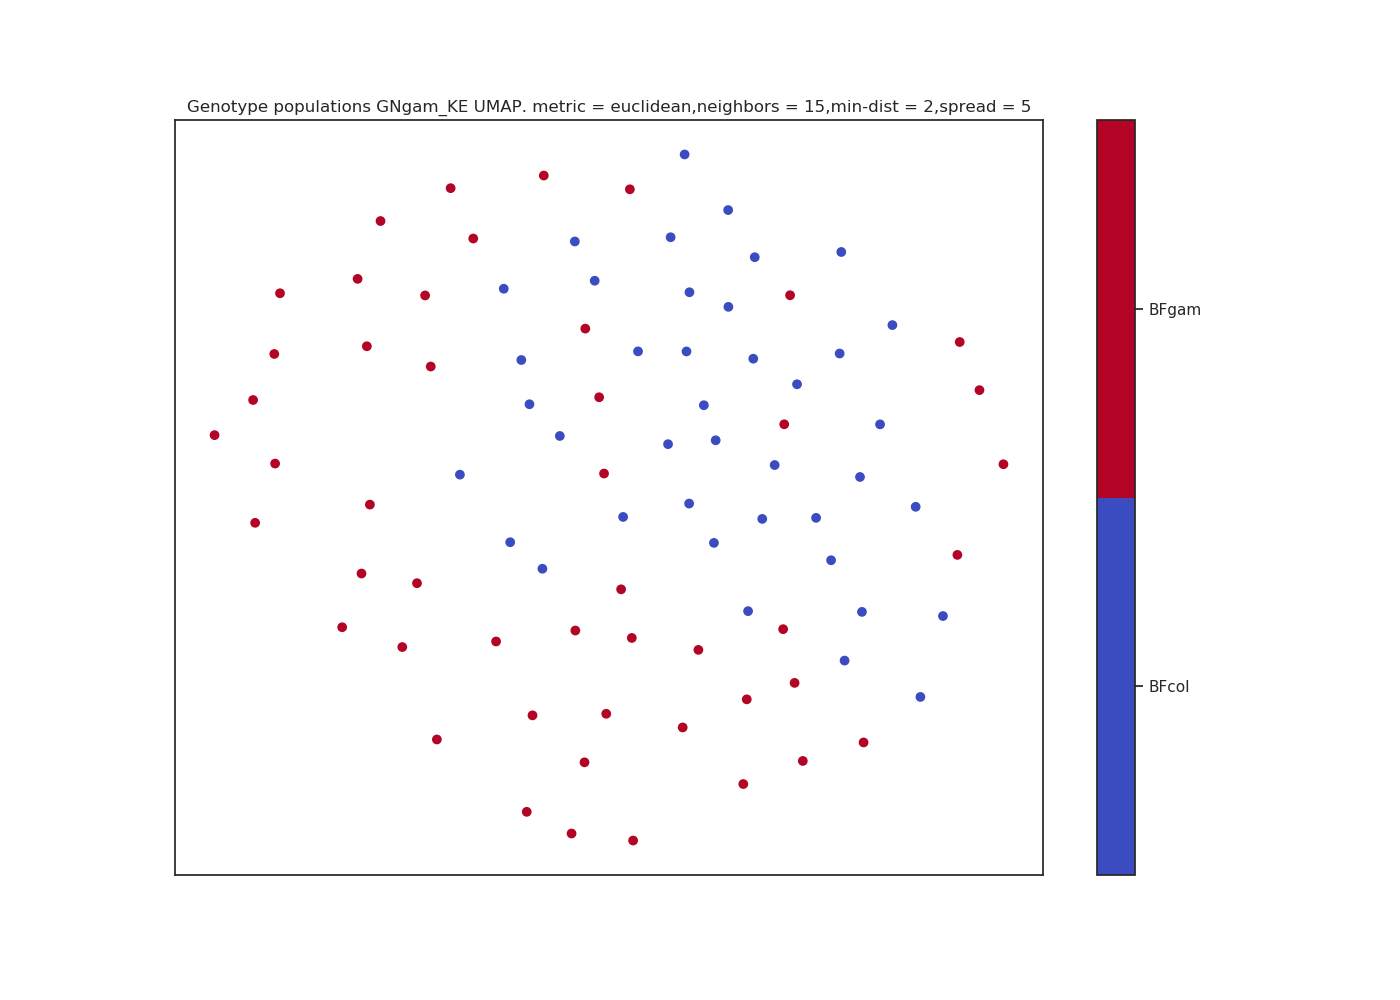 Genotype populations GNgam_KE UMAP. metric = euclidean,neighbors = 15,min-dist = 2,spread = 5
BFgam
BFcol